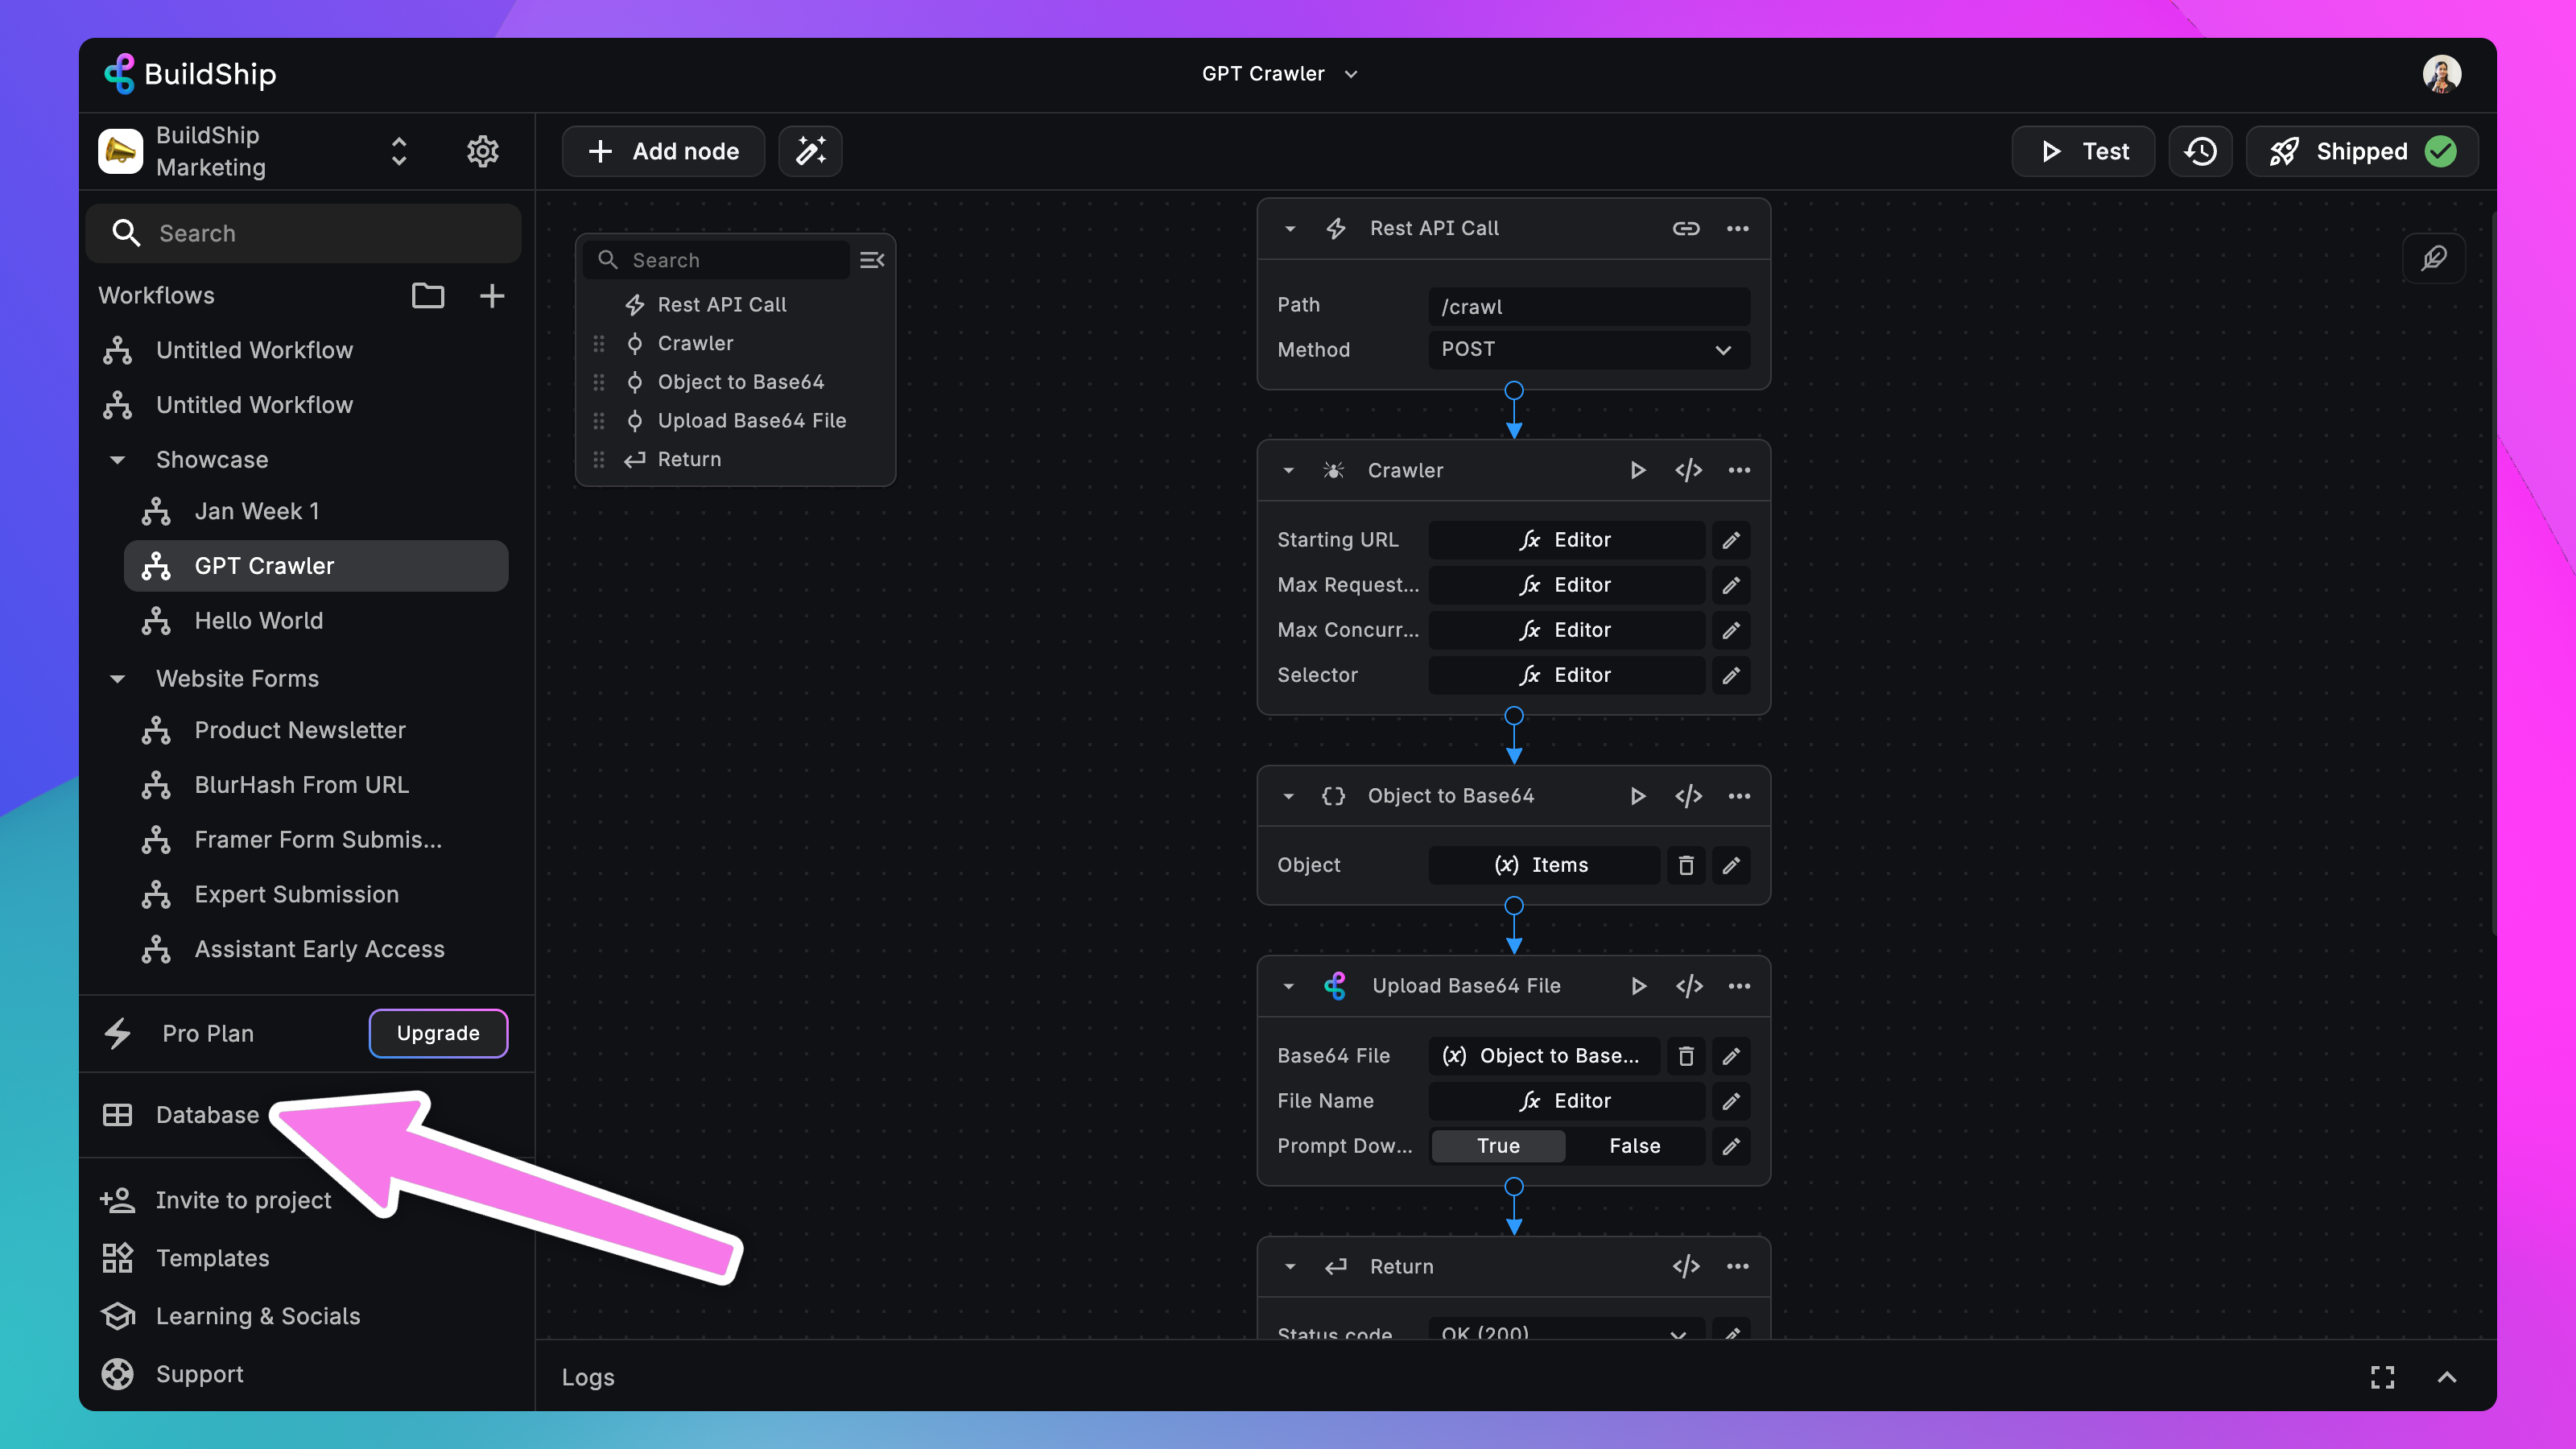 BuildShip
GPT Crawler
BuildShip
Marketing
Add node
Test
Shipped
Search
Workflows
Untitled Workflow
Untitled Workflow
Showcase
Jan Week 1
GPT Crawler
Hello World
Website Forms
Product Newsletter
BlurHash From URL
Framer Form Submis...
Expert Submission
Assistant Early Access
Pro Plan
Upgrade
Database
Invite to project
Templates
Learning & Socials
Support
Search
Rest API Call
Crawler
Object to Base64
Upload Base64 File
Return
Rest API Call
Path /crawl
Method POST
Crawler
Starting URL fx Editor
Max Request... fx Editor
Max Concurr... fx Editor
Selector fx Editor
Object to Base64
Object (x) Items
Upload Base64 File
Base64 File (x) Object to Base...
File Name fx Editor
Prompt Dow... True False
Return
Status code OK (200)
Logs